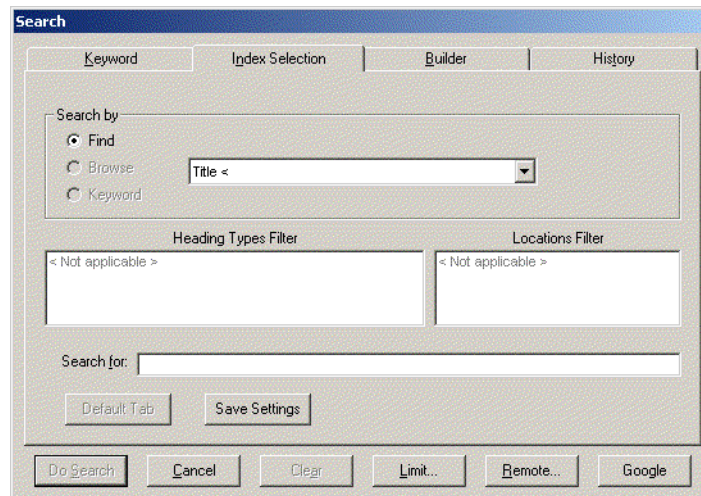 Search
Keyword Index Selection Builder History
Search by
Find
Browse
Title <
Keyword
Heading Types Filter Locations Filter
< Not applicable > < Not applicable >
Search for:
Default Tab Save Settings
Do Search Cancel Clear Limit... Remote... Google